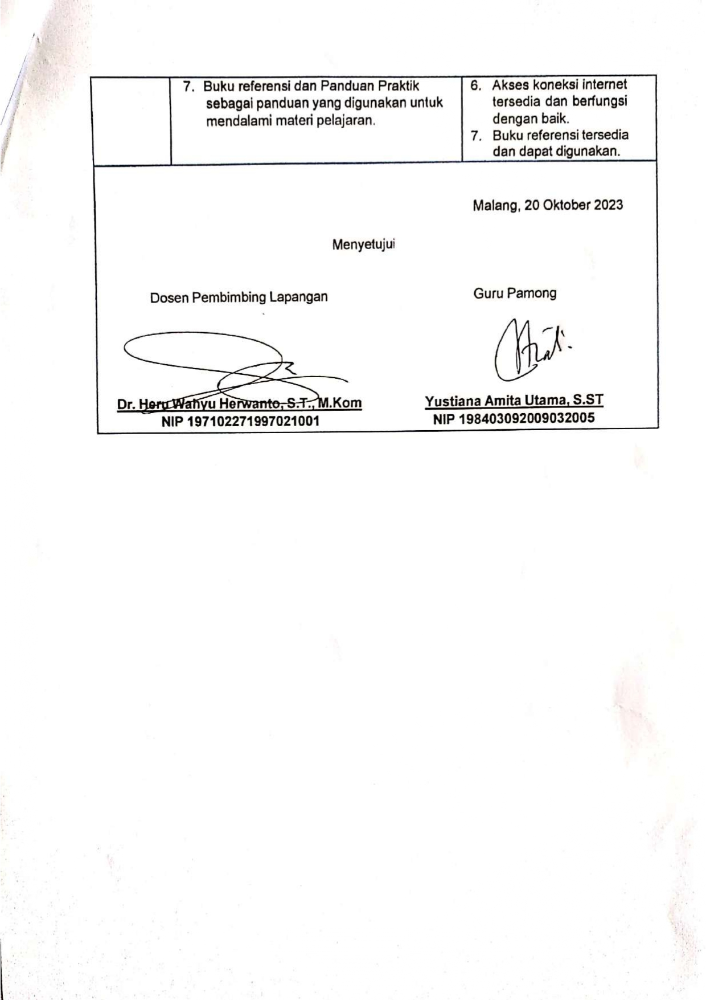 7. Buku referensi dan Panduan Praktik
sebagai panduan yang digunakan untuk
mendalami materi pelajaran.
6. Akses koneksi internet
tersedia dan berfungsi
dengan baik.
7. Buku referensi tersedia
dan dapat digunakan.
Malang, 20 Oktober 2023
Menyetujui
Dosen Pembimbing Lapangan
Guru Pamong
Dr. Heru Wahyu Herwanto, S.T., M.Kom
NIP 197102271997021001
Yustiana Amita Utama, S.ST
NIP 198403092009032005